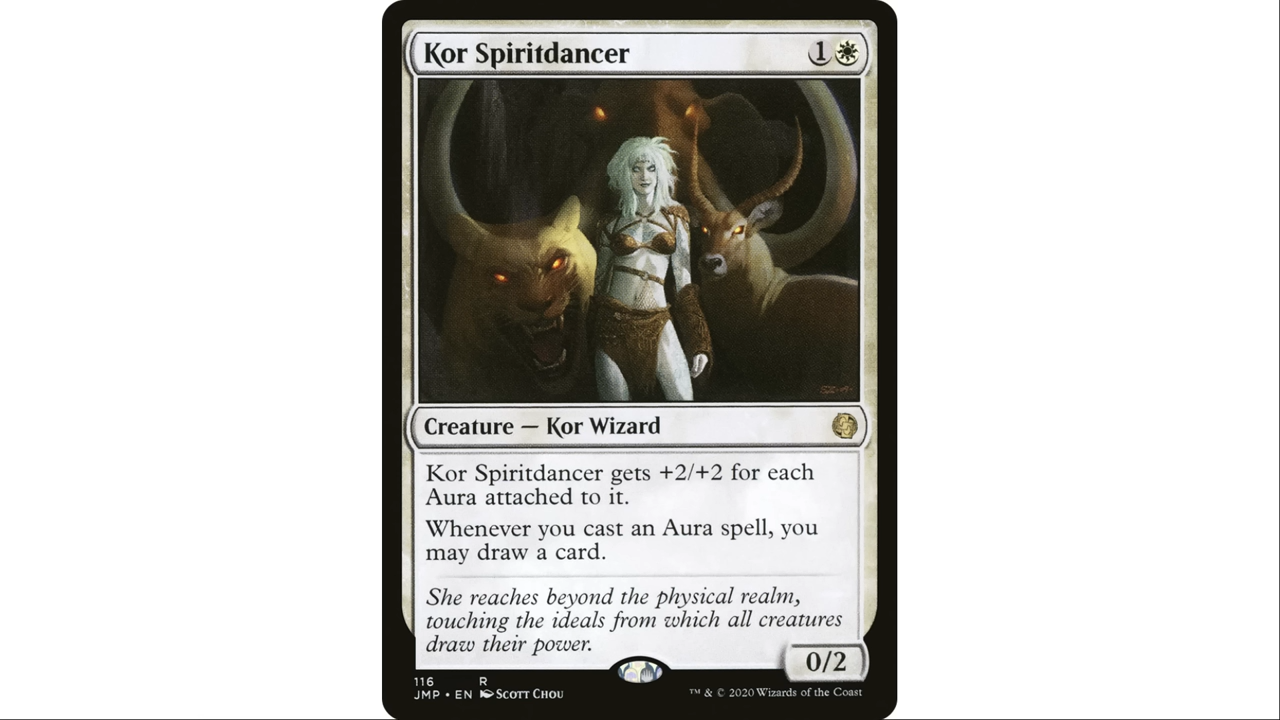 Kor Spiritdancer 1
Creature — Kor Wizard
Kor Spiritdancer gets +2/+2 for each
Aura attached to it.
Whenever you cast an Aura spell, you
may draw a card.
She reaches beyond the physical realm,
touching the ideals from which all creatures
draw their power.
0/2
116 R
JMP • EN Scott Chou
™ & © 2020 Wizards of the Coast